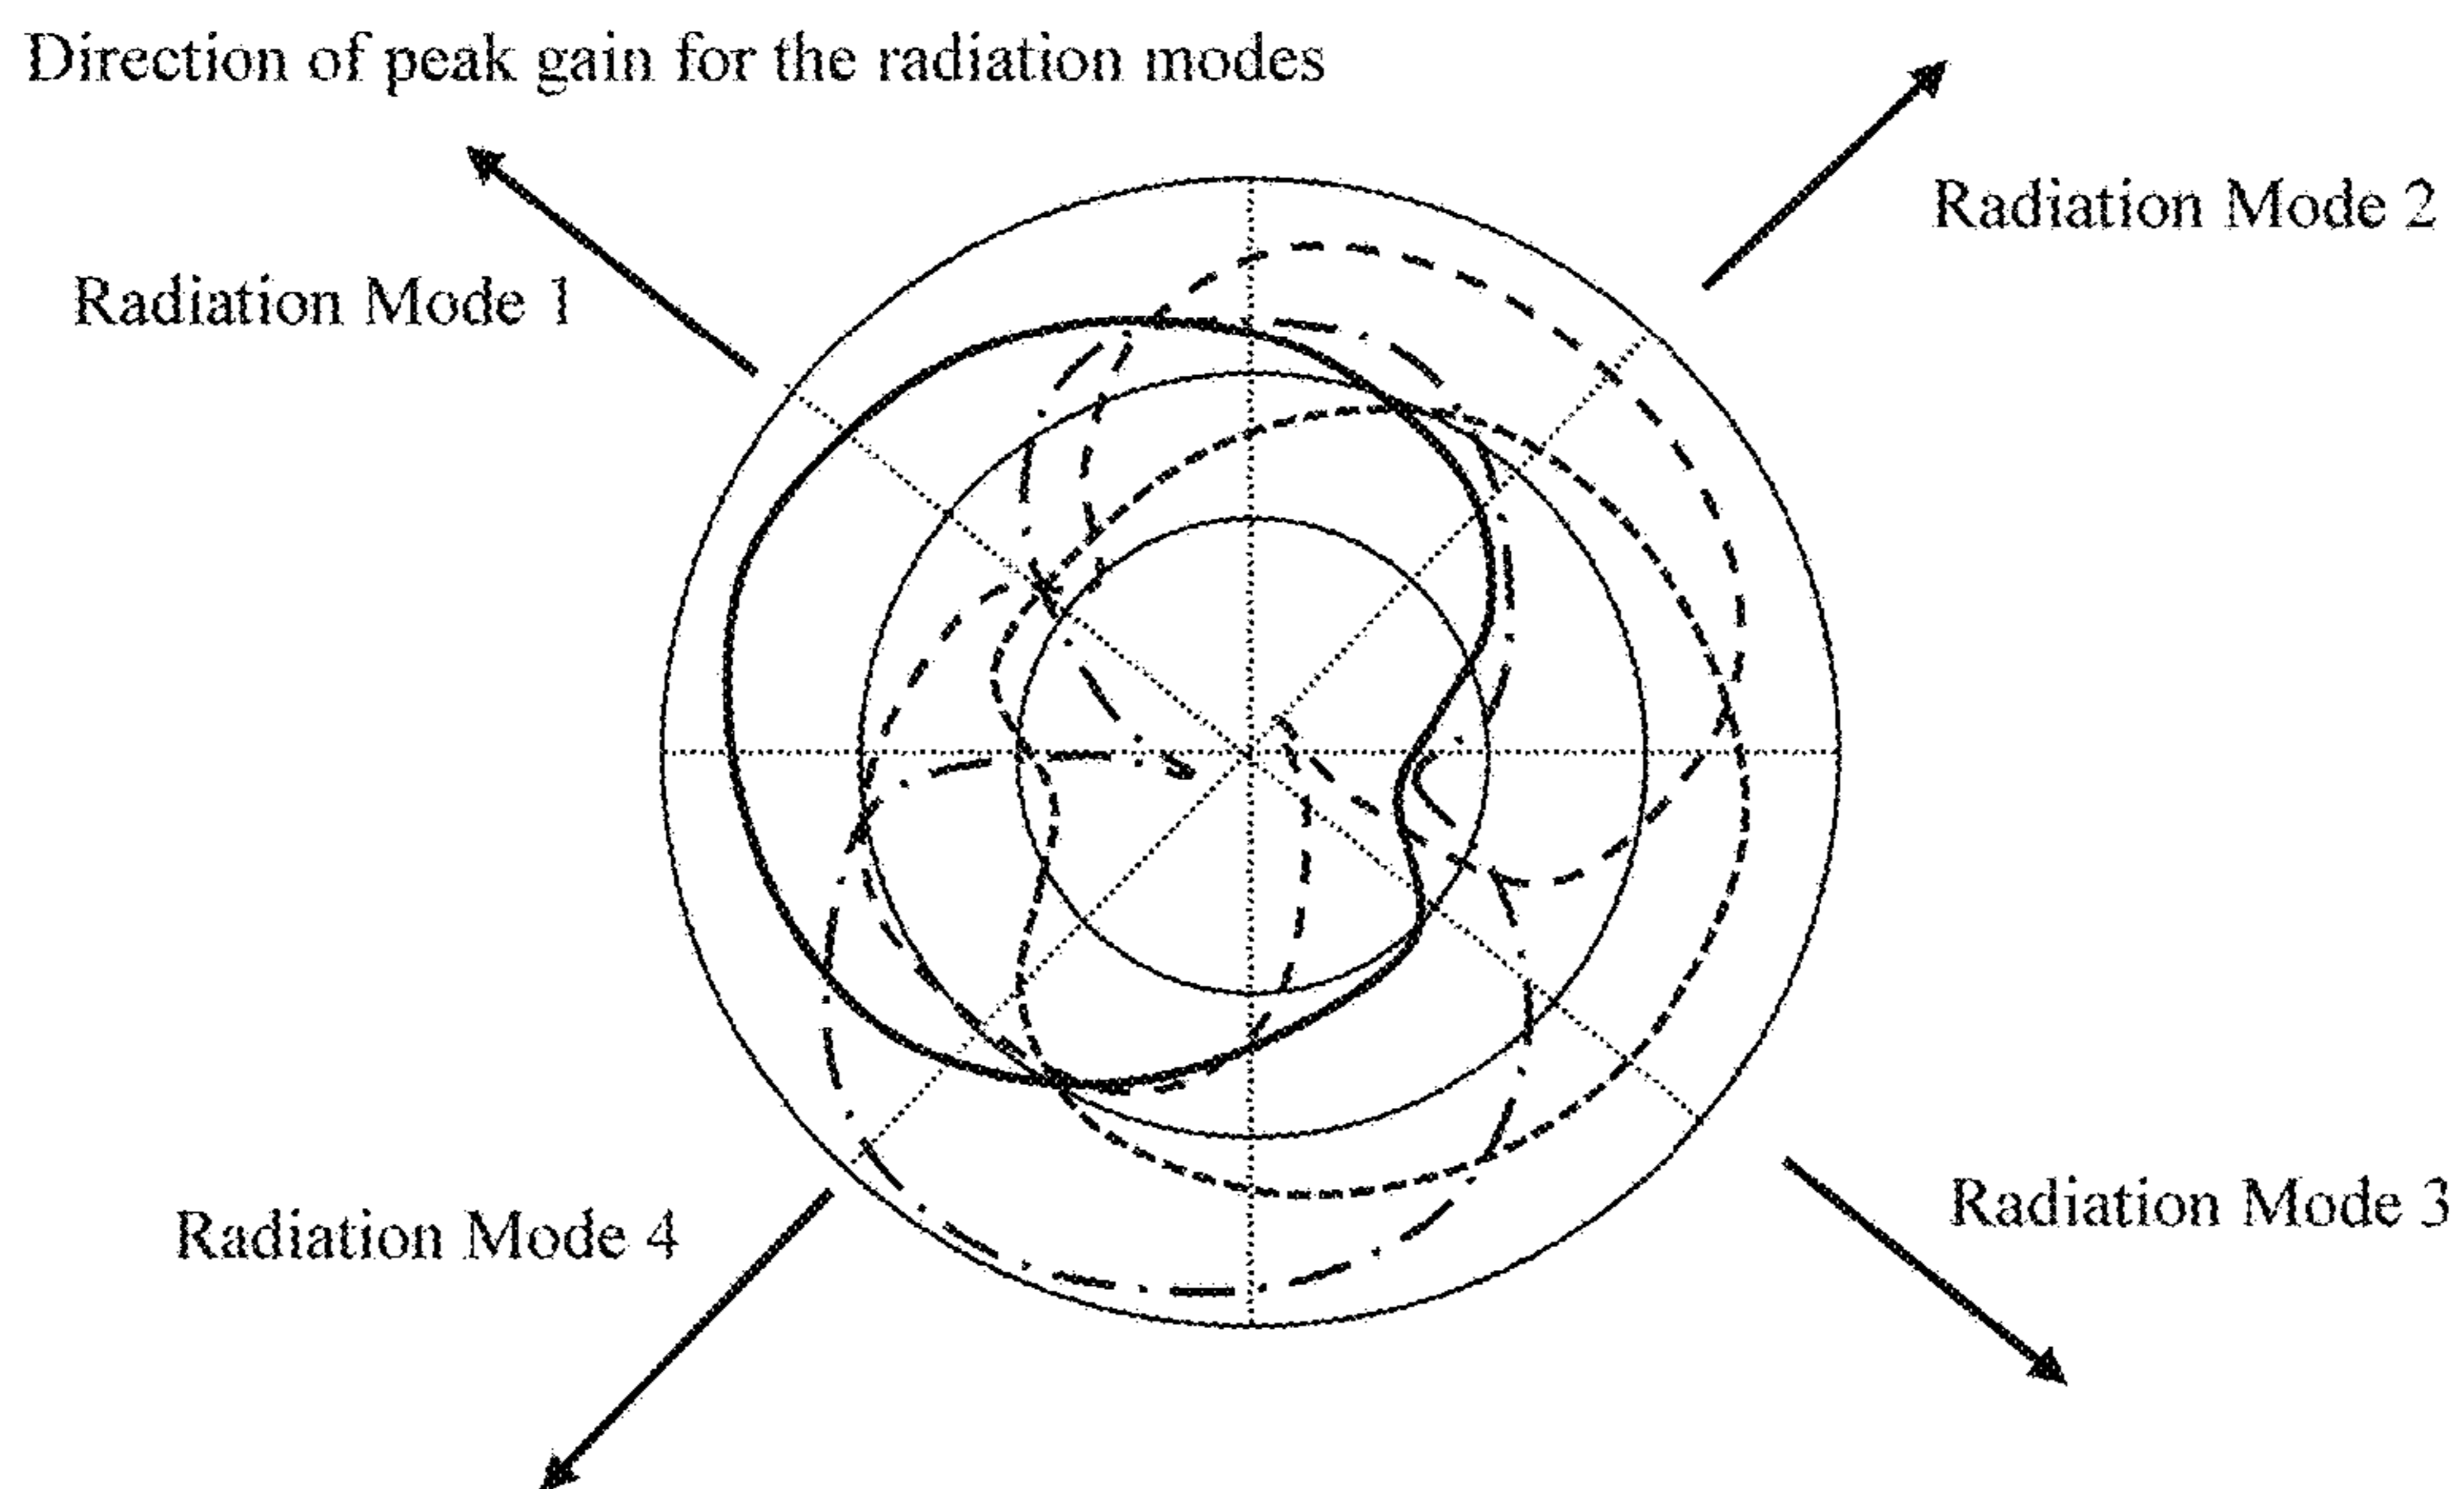 Direction of peak gain for the radiation modes
Radiation Mode 2
Radiation Mode 1
Radiation Mode 3
Radiation Mode 4